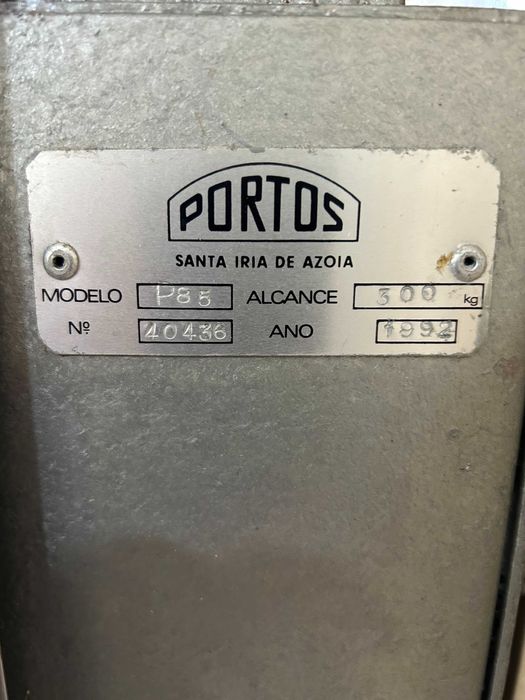 PORTOS
SANTA IRIA DE AZOIA
MODELO P85 ALCANCE 300 kg
Nº 40436 ANO 1992